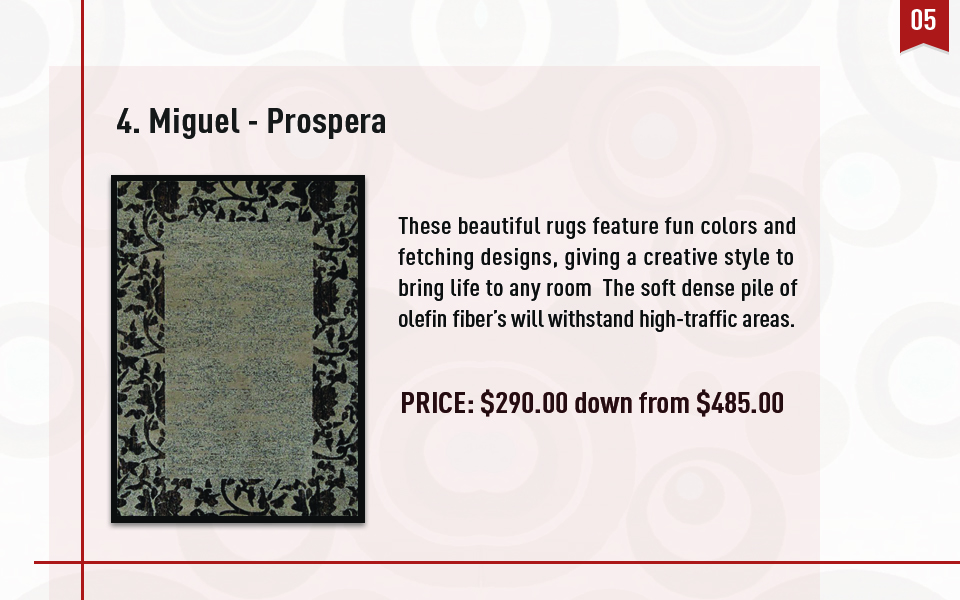 05
4. Miguel - Prospera
These beautiful rugs feature fun colors and
fetching designs, giving a creative style to
bring life to any room  The soft dense pile of
olefin fiber’s will withstand high-traffic areas.
PRICE: $290.00 down from $485.00